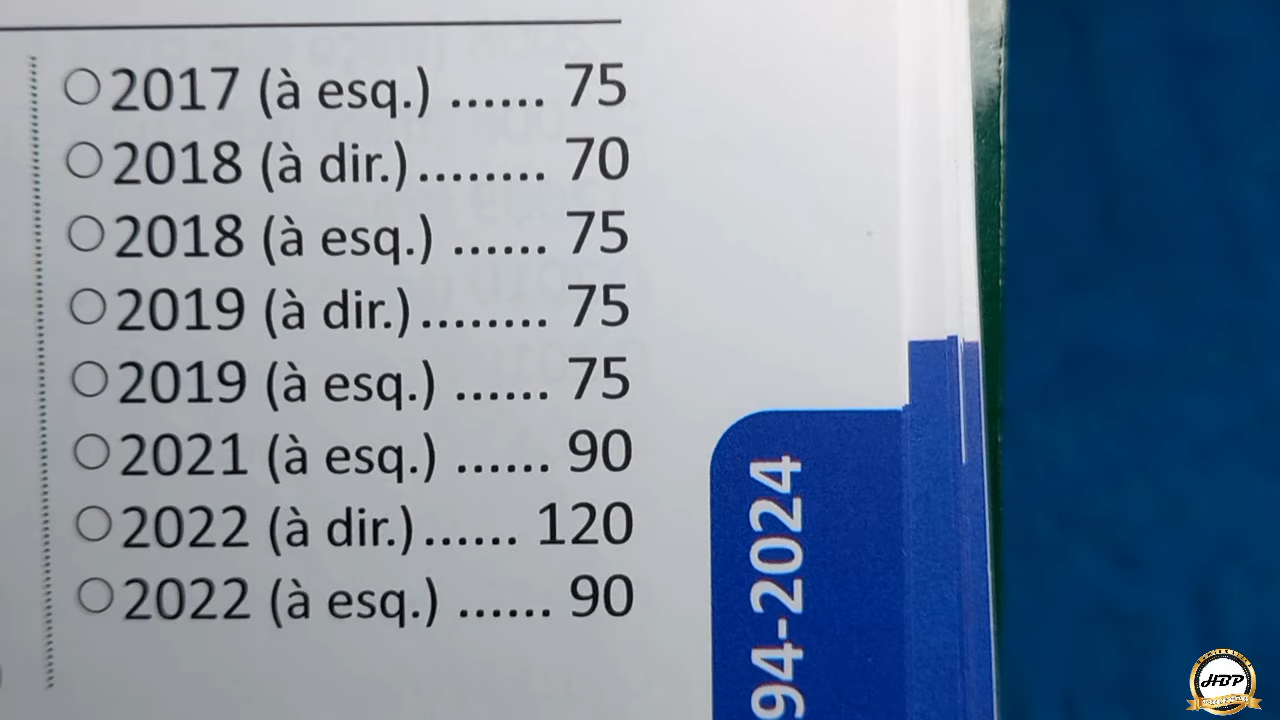 2017 (à esq.) ...... 75
2018 (à dir.) ........ 70
2018 (à esq.) ...... 75
2019 (à dir.) ........ 75
2019 (à esq.) ...... 75
2021 (à esq.) ...... 90
2022 (à dir.) ...... 120
2022 (à esq.) ...... 90
94-2024
HBP